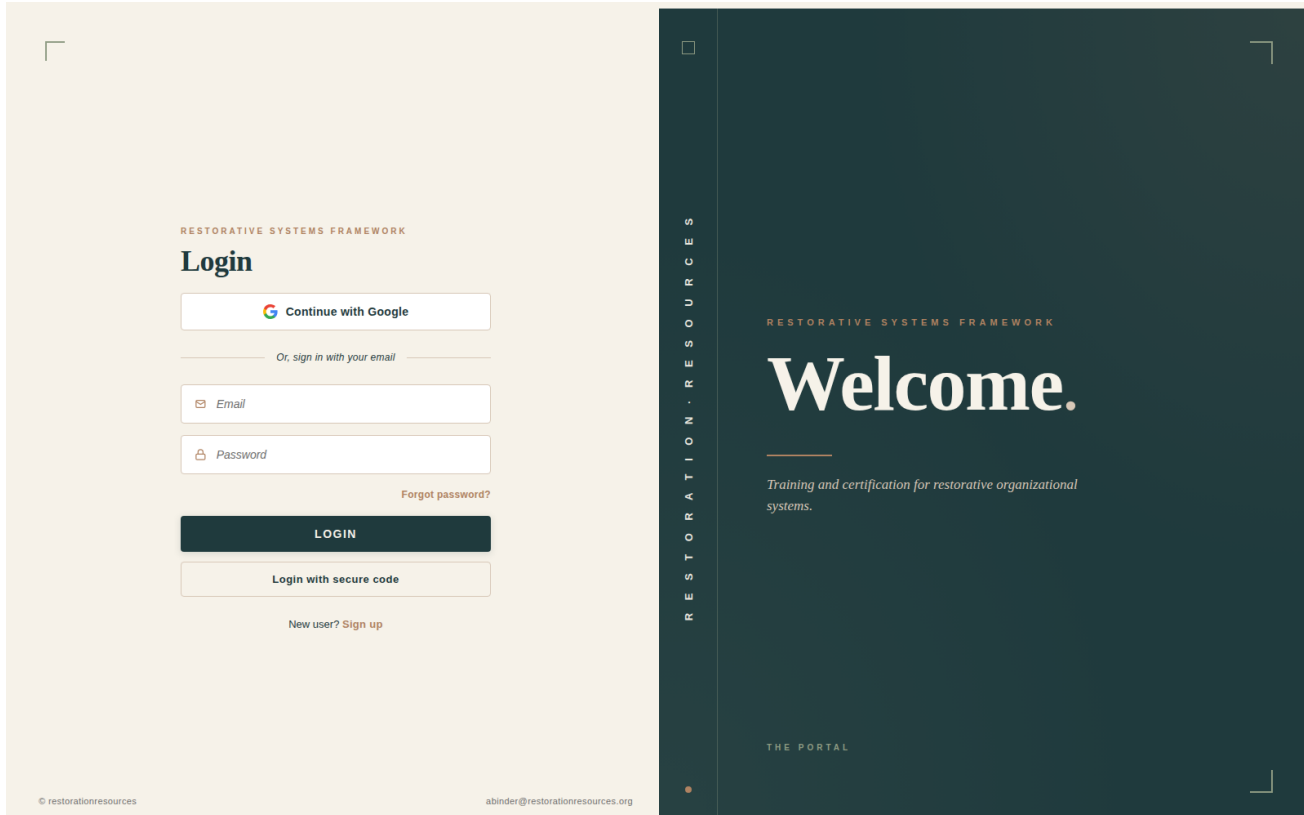 RESTORATIVE SYSTEMS FRAMEWORK
Login
Continue with Google
Or, sign in with your email
Email
Password
Forgot password?
LOGIN
Login with secure code
New user? Sign up
© restorationresources
abinder@restorationresources.org
RESTORATION·RESOURCES
RESTORATIVE SYSTEMS FRAMEWORK
Welcome.
Training and certification for restorative organizational
systems.
THE PORTAL